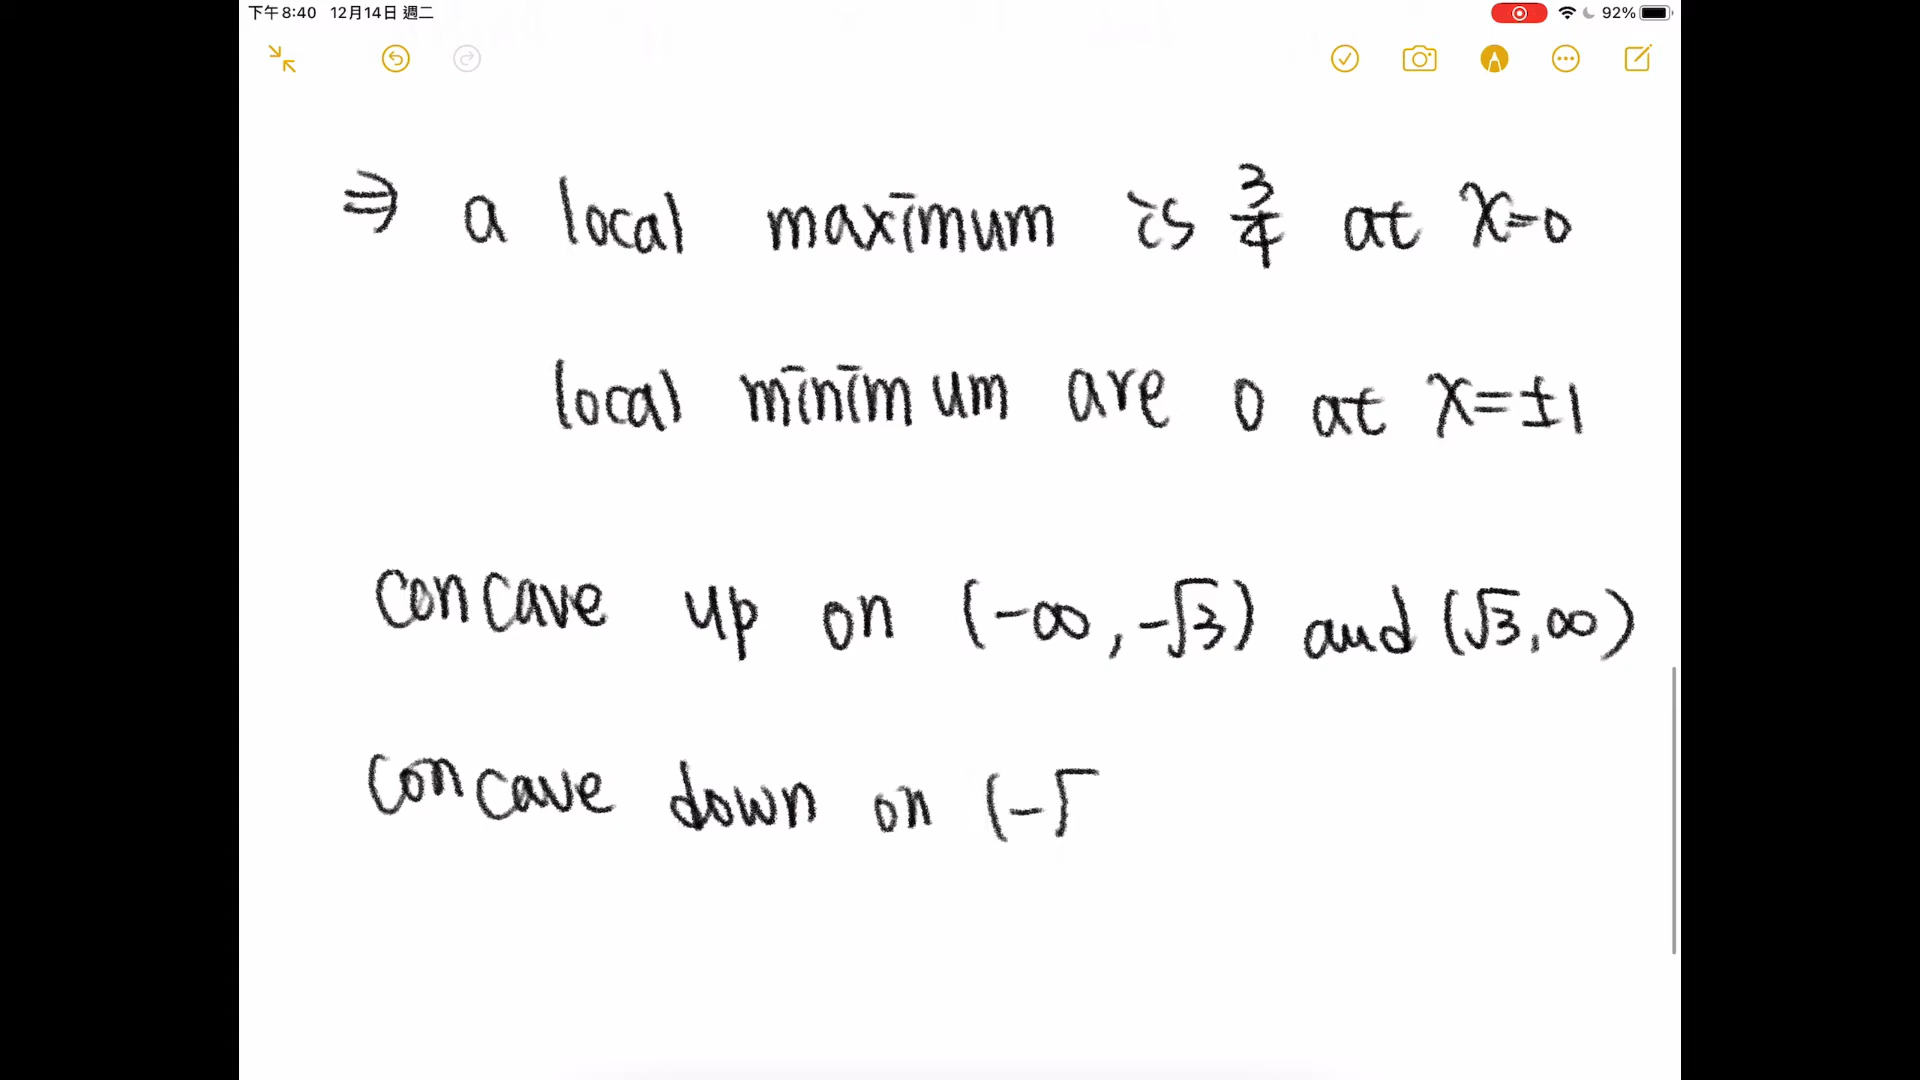 下午8:40 12月14日 週二 92%
⇒ a local maximum is 3/4 at x=0
local minimum are 0 at x=±1
concave up on (-∞,-√3) and (√3,∞)
concave down on (-√